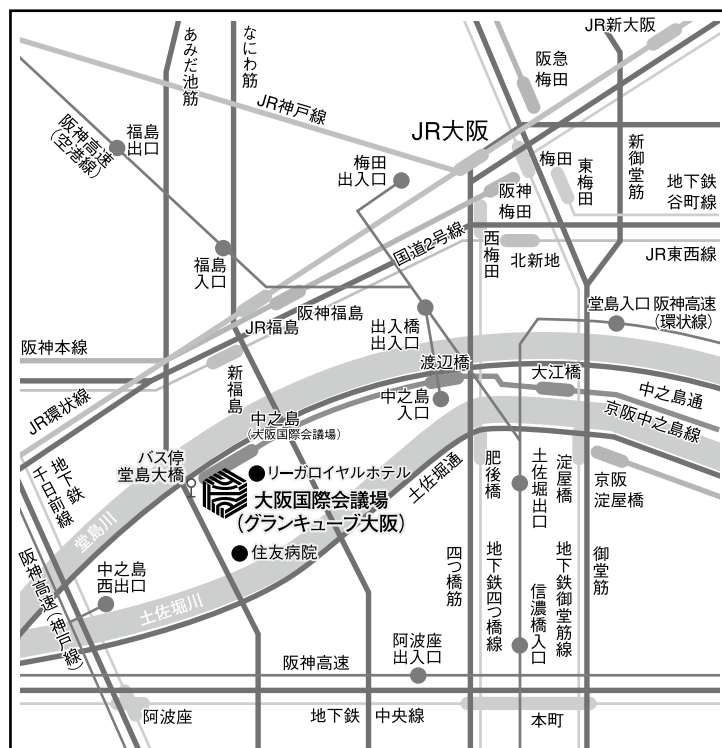 JR新大阪
あみだ池筋
なにわ筋
阪急
梅田
JR神戸線
阪神高速
(空港線)
福島
出口
JR大阪
梅田
出入口
梅田
東梅田
新御堂筋
地下鉄
谷町線
阪神
梅田
国道2号線
西梅田
北新地
JR東西線
福島
入口
堂島入口
阪神高速
(環状線)
阪神福島
JR福島
出入橋
出入口
阪神本線
新福島
渡辺橋
大江橋
中之島通
JR環状線
中之島
入口
中之島
(大阪国際会議場)
京阪中之島線
バス停
堂島大橋
地下鉄
千日前線
リーガロイヤルホテル
土佐堀通
肥後橋
土佐堀出口
淀屋橋
京阪
淀屋橋
大阪国際会議場
(グランキューブ大阪)
堂島川
住友病院
阪神高速(神戸線)
中之島
西出口
四つ橋筋
地下鉄四つ橋線
信濃橋入口
地下鉄御堂筋線
御堂筋
土佐堀川
阿波座
出入口
阪神高速
阿波座
地下鉄
中央線
本町